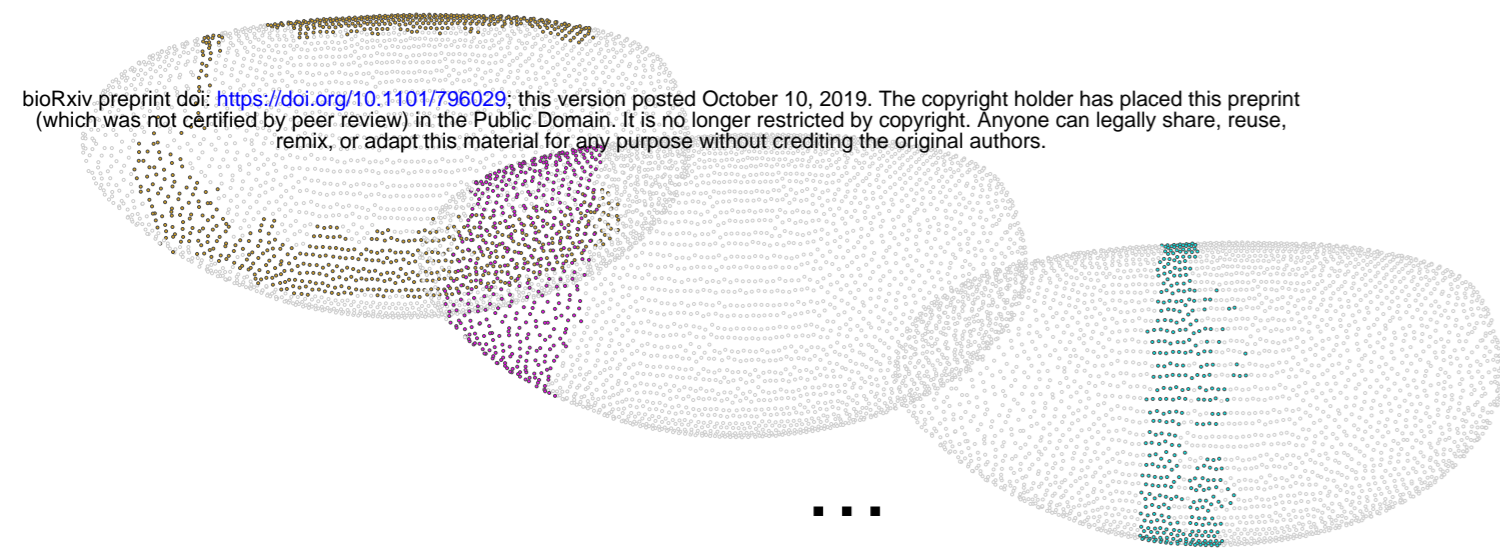 bioRxiv preprint doi: https://doi.org/10.1101/796029; this version posted October 10, 2019. The copyright holder has placed this preprint
(which was not certified by peer review) in the Public Domain. It is no longer restricted by copyright. Anyone can legally share, reuse,
remix, or adapt this material for any purpose without crediting the original authors.
...